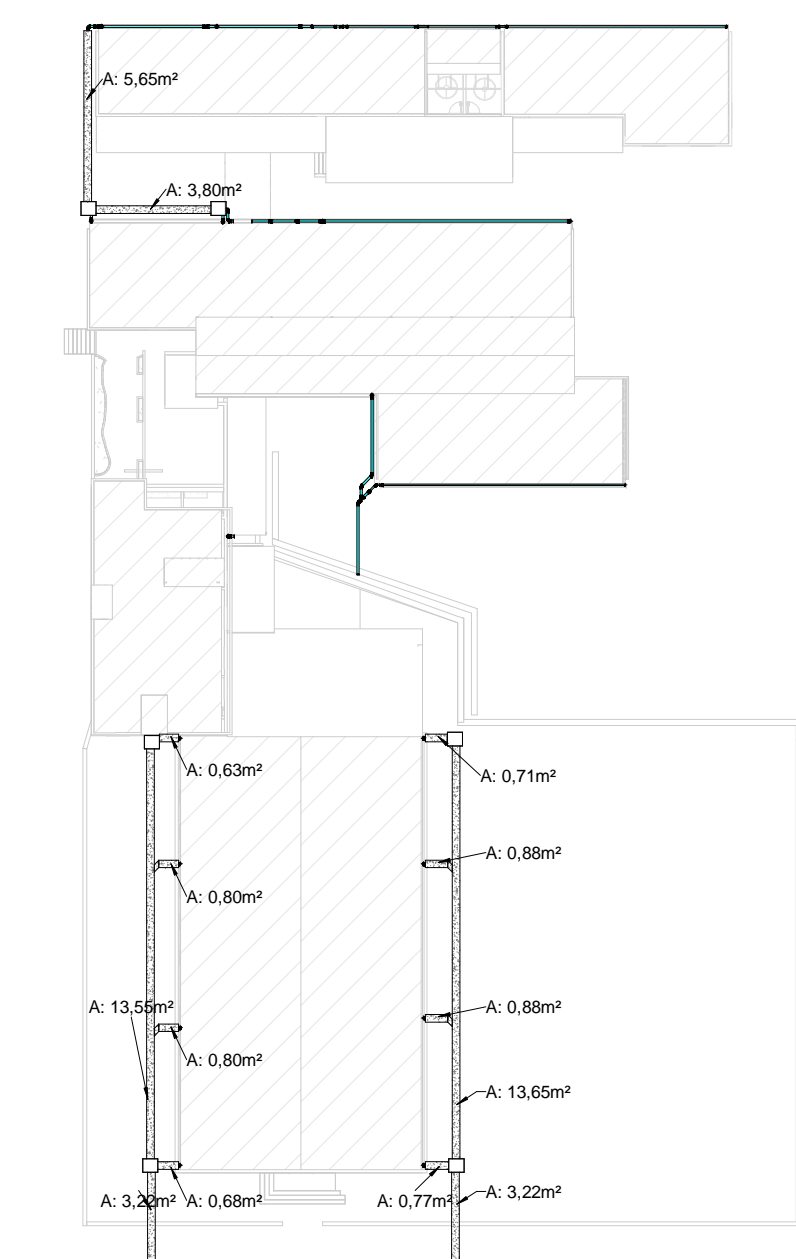 A: 5,65m²
A: 3,80m²
A: 0,63m²
A: 0,71m²
A: 0,88m²
A: 0,80m²
A: 13,55m²
A: 0,88m²
A: 0,80m²
A: 13,65m²
A: 3,22m²
A: 0,68m²
A: 0,77m²
A: 3,22m²